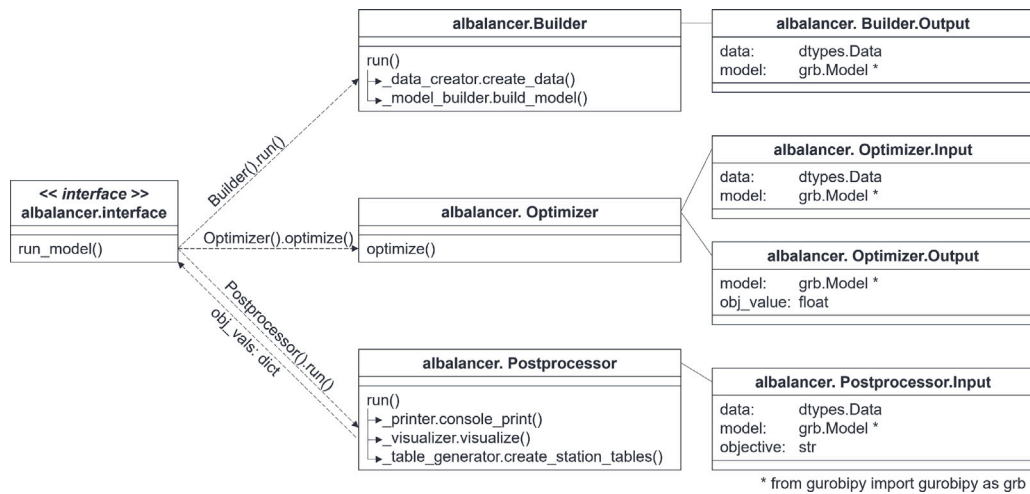 albalancer.Builder
run()
_data_creator.create_data()
_model_builder.build_model()
albalancer. Builder.Output
data: dtypes.Data
model: grb.Model *
Builder().run()
<< interface >>
albalancer.interface
run_model()
Optimizer().optimize()
albalancer. Optimizer
optimize()
albalancer. Optimizer.Input
data: dtypes.Data
model: grb.Model *
albalancer. Optimizer.Output
model: grb.Model *
obj_value: float
Postprocessor().run()
obj_vals: dict
albalancer. Postprocessor
run()
_printer.console_print()
_visualizer.visualize()
_table_generator.create_station_tables()
albalancer. Postprocessor.Input
data: dtypes.Data
model: grb.Model *
objective: str
* from gurobipy import gurobipy as grb